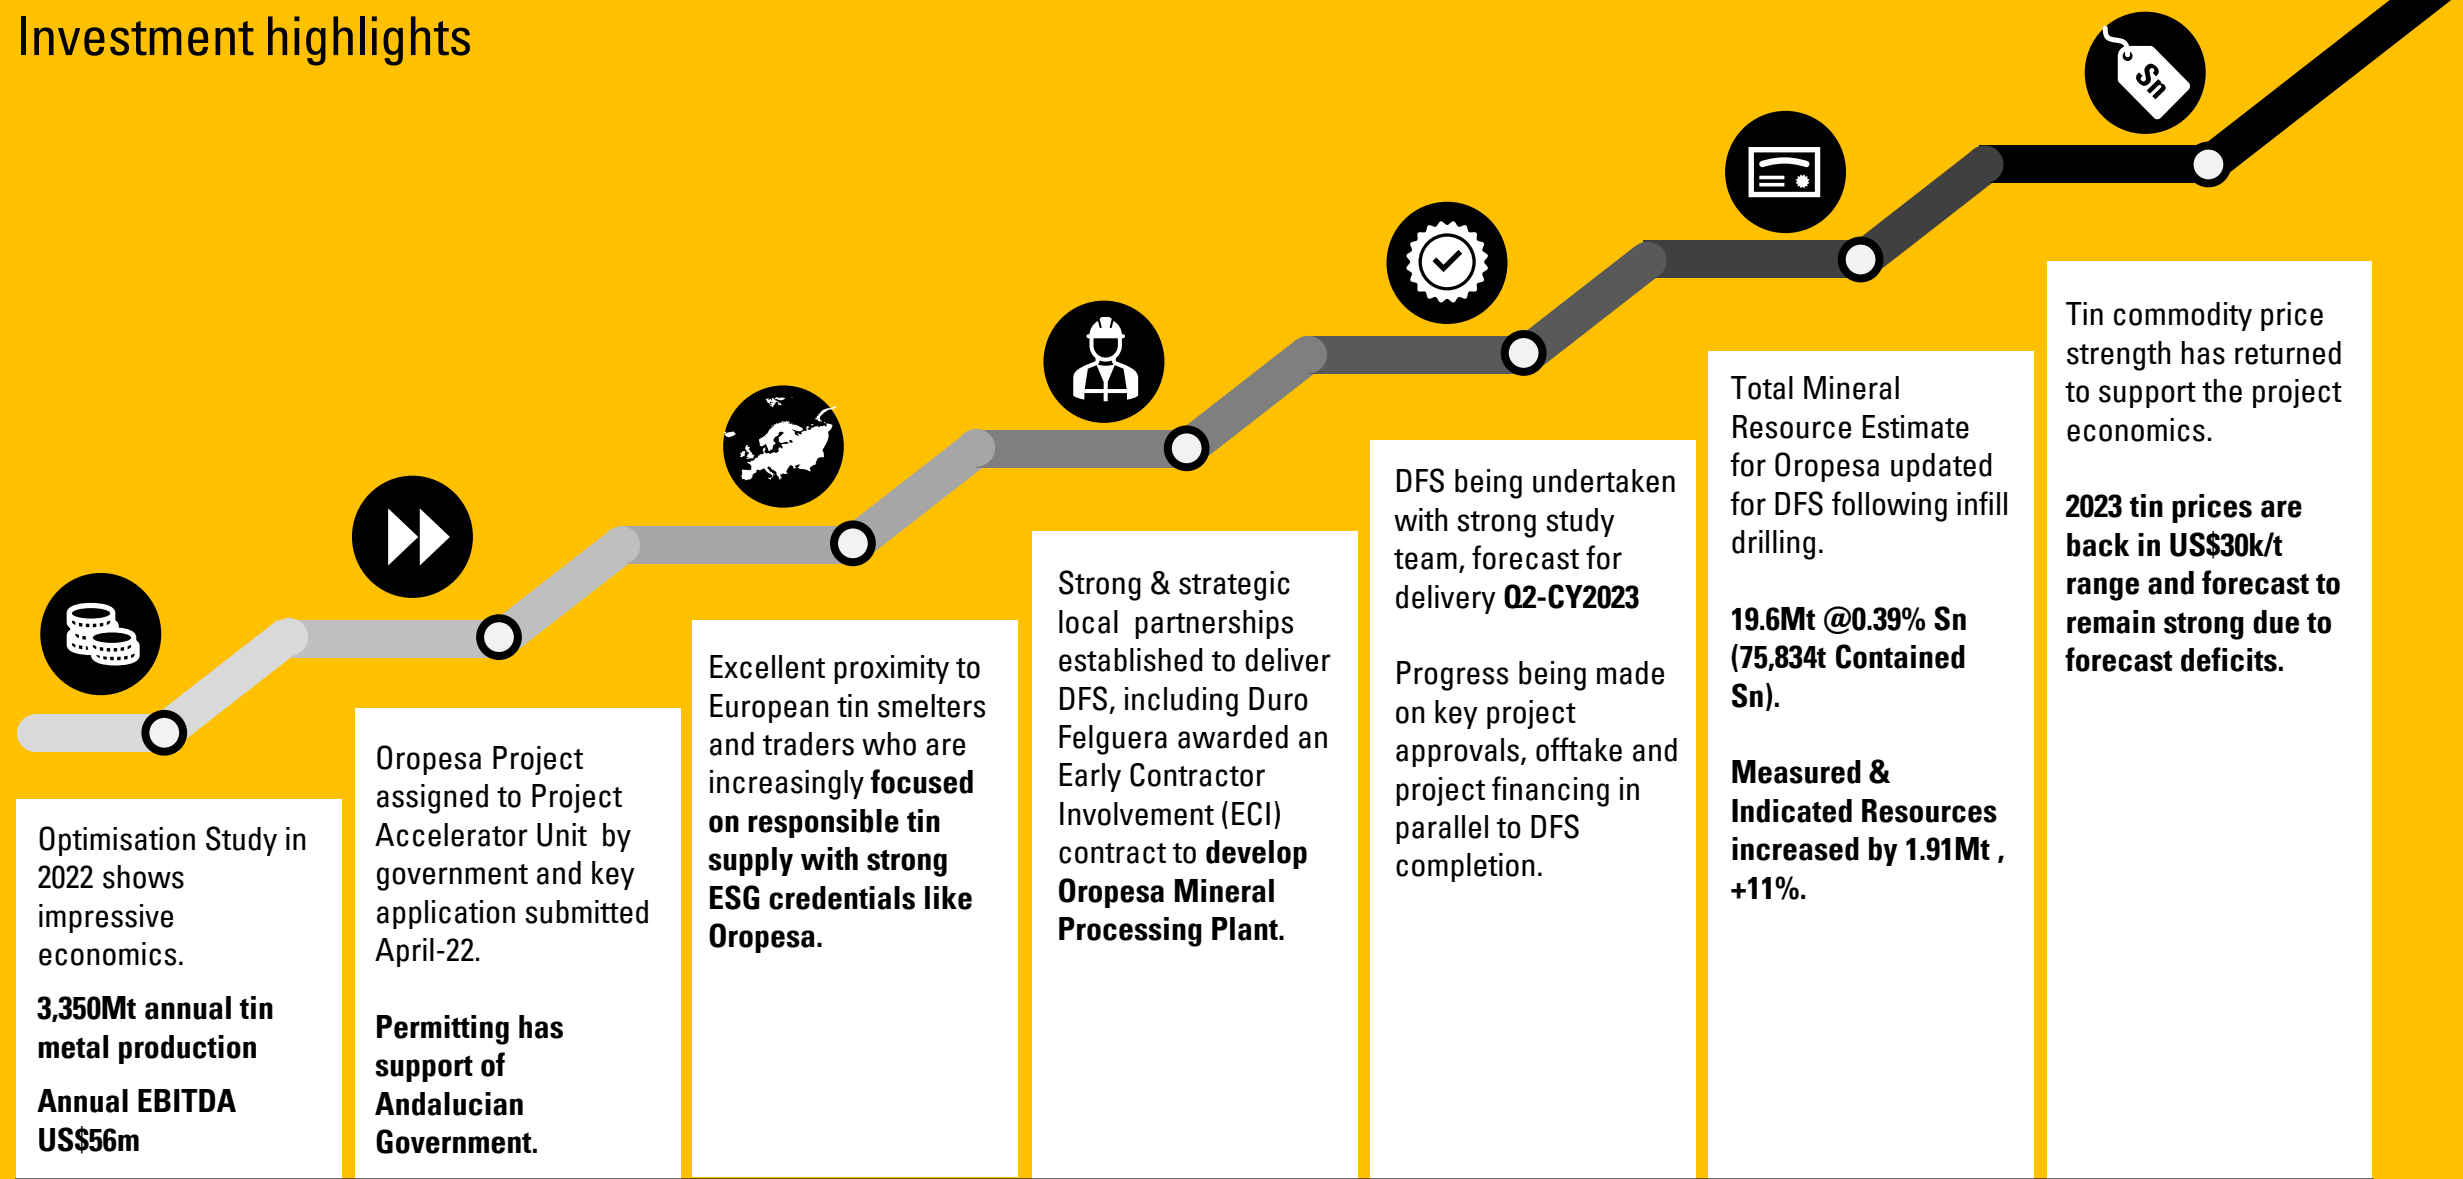 Investment highlights
Sn
Optimisation Study in
2022 shows
impressive
economics.
3,350Mt annual tin
metal production
Annual EBITDA
US$56m
Oropesa Project
assigned to Project
Accelerator Unit  by
government and key
application submitted
April-22.
Permitting has
support of
Andalucian
Government.
Excellent proximity to
European tin smelters
and traders who are
increasingly focused
on responsible tin
supply with strong
ESG credentials like
Oropesa.
Strong & strategic
local  partnerships
established to deliver
DFS, including Duro
Felguera awarded an
Early Contractor
Involvement (ECI)
contract to develop
Oropesa Mineral
Processing Plant.
DFS being undertaken
with strong study
team, forecast for
delivery Q2-CY2023
Progress being made
on key project
approvals, offtake and
project financing in
parallel to DFS
completion.
Total Mineral
Resource Estimate
for Oropesa updated
for DFS following infill
drilling.
19.6Mt @0.39% Sn
(75,834t Contained
Sn).
Measured &
Indicated Resources
increased by 1.91Mt ,
+11%.
Tin commodity price
strength has returned
to support the project
economics.
2023 tin prices are
back in US$30k/t
range and forecast to
remain strong due to
forecast deficits.